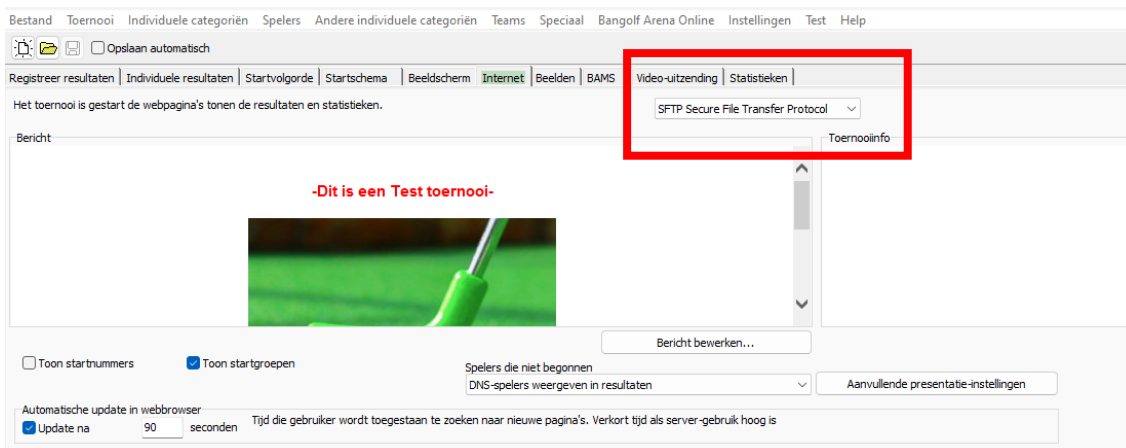 Bestand Toernooi Individuele categoriën Spelers Andere individuele categoriën Teams Speciaal Bangolf Arena Online Instellingen Test Help
Opslaan automatisch
Registreer resultaten Individuele resultaten Startvolgorde Startschema Beeldscherm Internet Beelden BAMS Video-uitzending Statistieken
Het toernooi is gestart de webpagina's tonen de resultaten en statistieken.
SFTP Secure File Transfer Protocol
Bericht
Toernooiinfo
-Dit is een Test toernooi-
Bericht bewerken...
Toon startnummers
Toon startgroepen
Spelers die niet begonnen
DNS-spelers weergeven in resultaten
Aanvullende presentatie-instellingen
Automatische update in webbrowser
Update na 90 seconden Tijd die gebruiker wordt toegestaan te zoeken naar nieuwe pagina's. Verkort tijd als server-gebruik hoog is